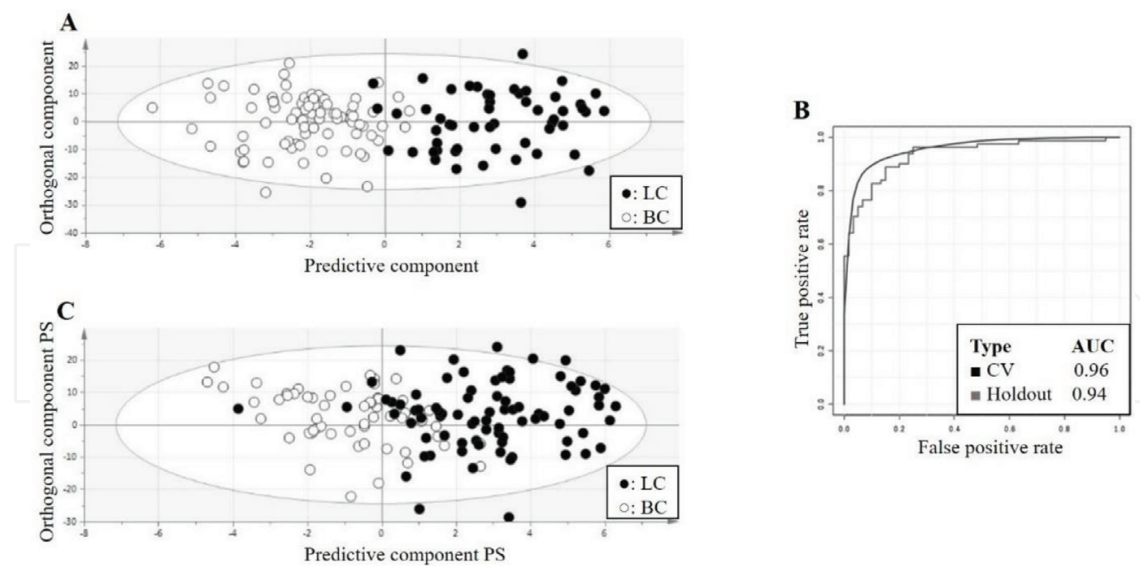 A
Orthogonal compoonent
20
10
0
-10
-20
-30
-40
-8
-6
-4
-2
0
2
4
6
●: LC
○: BC
Predictive component
B
True positive rate
1.0
0.8
0.6
0.4
0.2
0.0
0.0
0.2
0.4
0.6
0.8
1.0
Type AUC
■ CV 0.96
■ Holdout 0.94
False positive rate
C
Orthogonal compoonent PS
20
10
0
-10
-20
-30
-8
-6
-4
-2
0
2
4
6
●: LC
○: BC
Predictive component PS